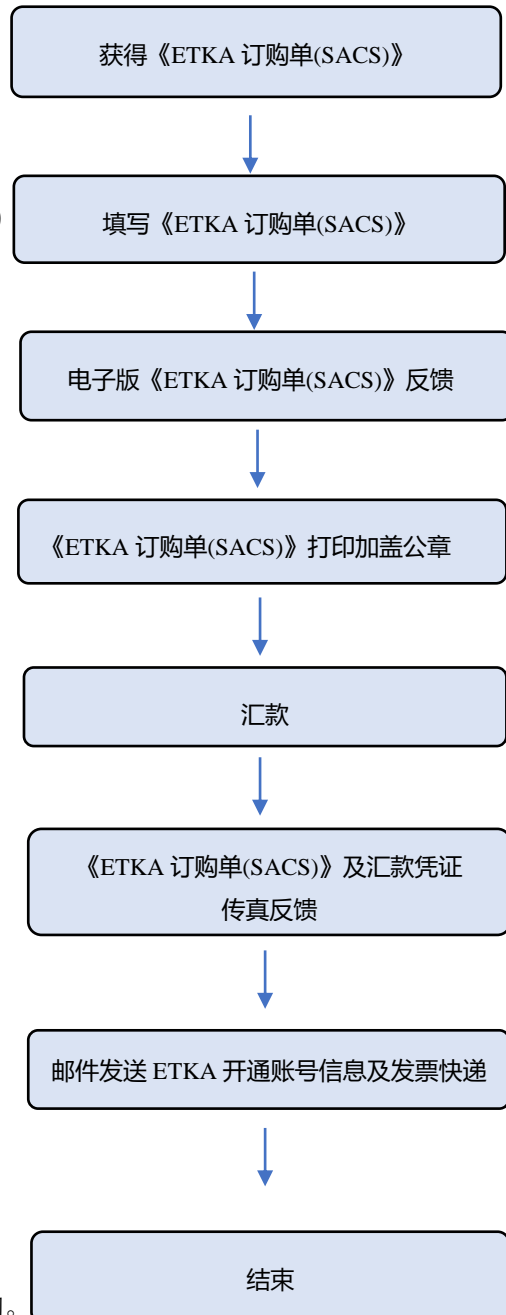 获得《ETKA 订购单(SACS)》
)
填写《ETKA 订购单(SACS)》
电子版《ETKA 订购单(SACS)》反馈
《ETKA 订购单(SACS)》打印加盖公章
汇款
《ETKA 订购单(SACS)》及汇款凭证
传真反馈
邮件发送 ETKA 开通账号信息及发票快递
结束
。